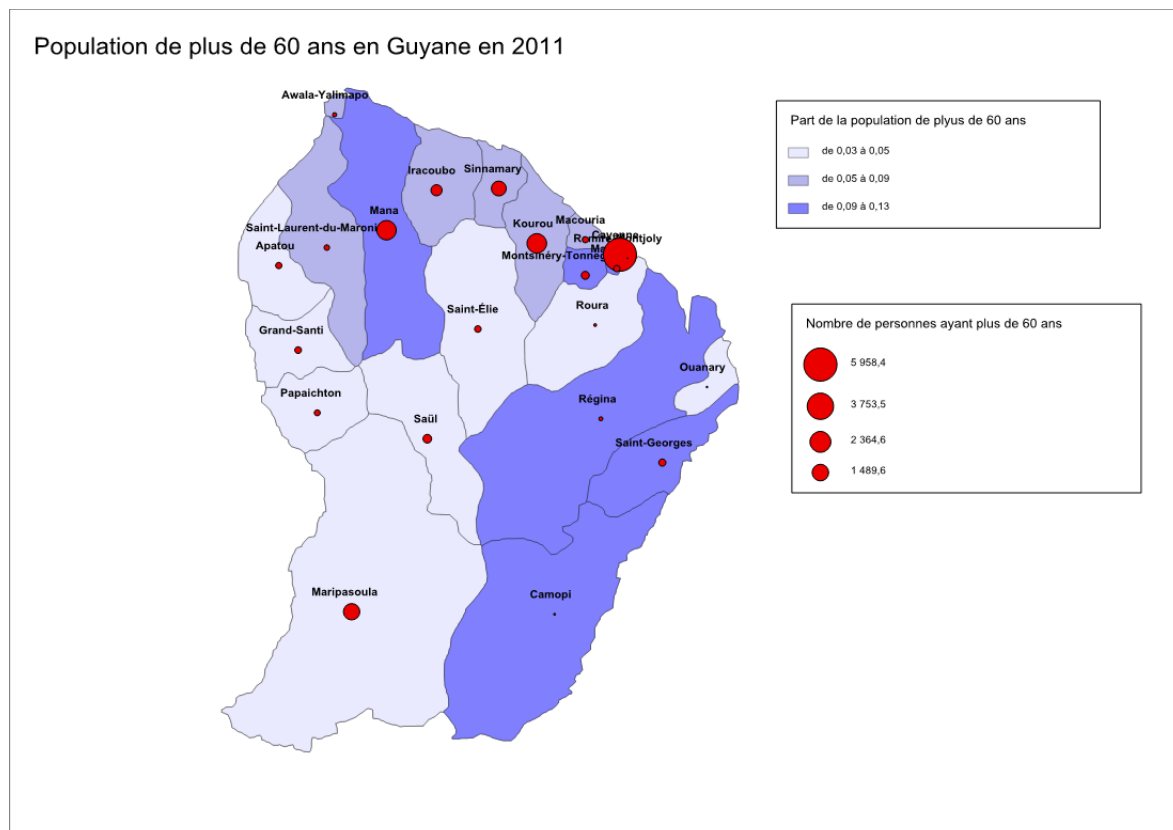 Population de plus de 60 ans en Guyane en 2011
Awala-Yalimapo
Part de la population de plyus de 60 ans
de 0,03 à 0,05
de 0,05 à 0,09
de 0,09 à 0,13
Iracoubo
Sinnamary
Mana
Saint-Laurent-du-Maroni
Apatou
Kourou
Macouria
Cayenne
Montjoly
Montsinéry-Tonneg
Saint-Élie
Roura
Grand-Santi
Papaichton
Saül
Ouanary
Régina
Saint-Georges
Maripasoula
Camopi
Nombre de personnes ayant plus de 60 ans
5 958,4
3 753,5
2 364,6
1 489,6